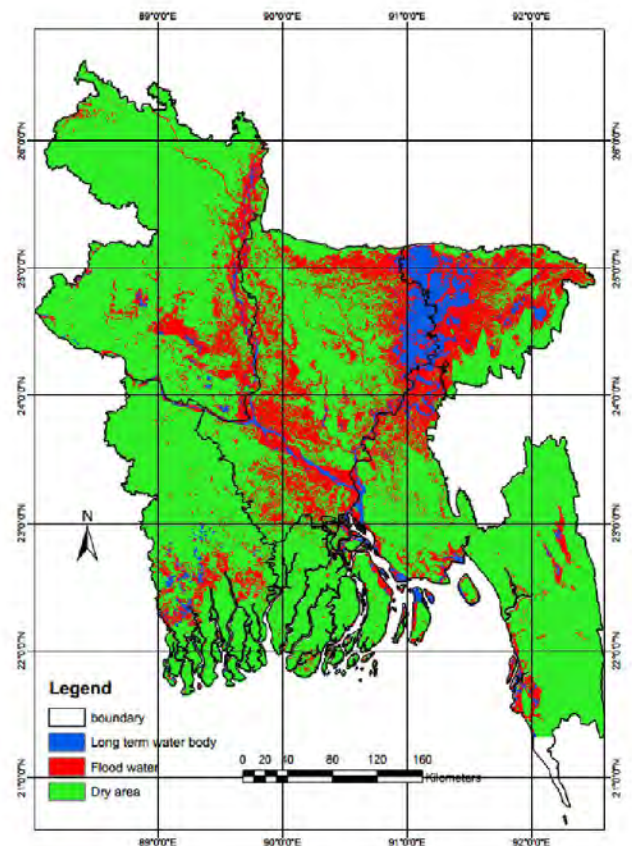 89°0'0"E 90°0'0"E 91°0'0"E 92°0'0"E
26°0'0"N 26°0'0"N
25°0'0"N 25°0'0"N
24°0'0"N 24°0'0"N
23°0'0"N 23°0'0"N
N
22°0'0"N 22°0'0"N
Legend
boundary
Long term water body
Flood water
Dry area
0 20 40 80 120 160
Kilometers
21°0'0"N 21°0'0"N
89°0'0"E 90°0'0"E 91°0'0"E 92°0'0"E